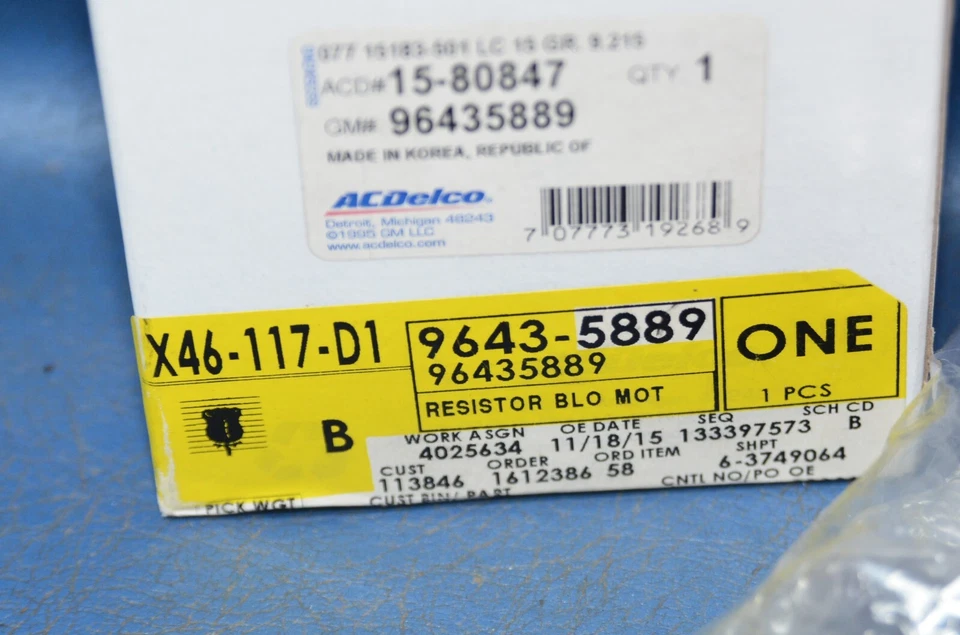 077 15183-501 LC 15 GR. 9.215
ACD# 15-80847 QTY 1
GM# 96435889
MADE IN KOREA, REPUBLIC OF
ACDelco
Detroit, Michigan 48243
©1995 GM LLC
www.acdelco.com
7 07773 19268 9
X46-117-D1
9643-5889
96435889
RESISTOR BLO MOT
ONE
1 PCS
B
WORK ASGN OE DATE SEQ SCH CD
4025634 11/18/15 133397573 B
CUST ORDER ORD ITEM SHPT
113846 1612386 58 6-3749064
CUST BIN/ PART CNTL NO/PO OE
PICK WGT